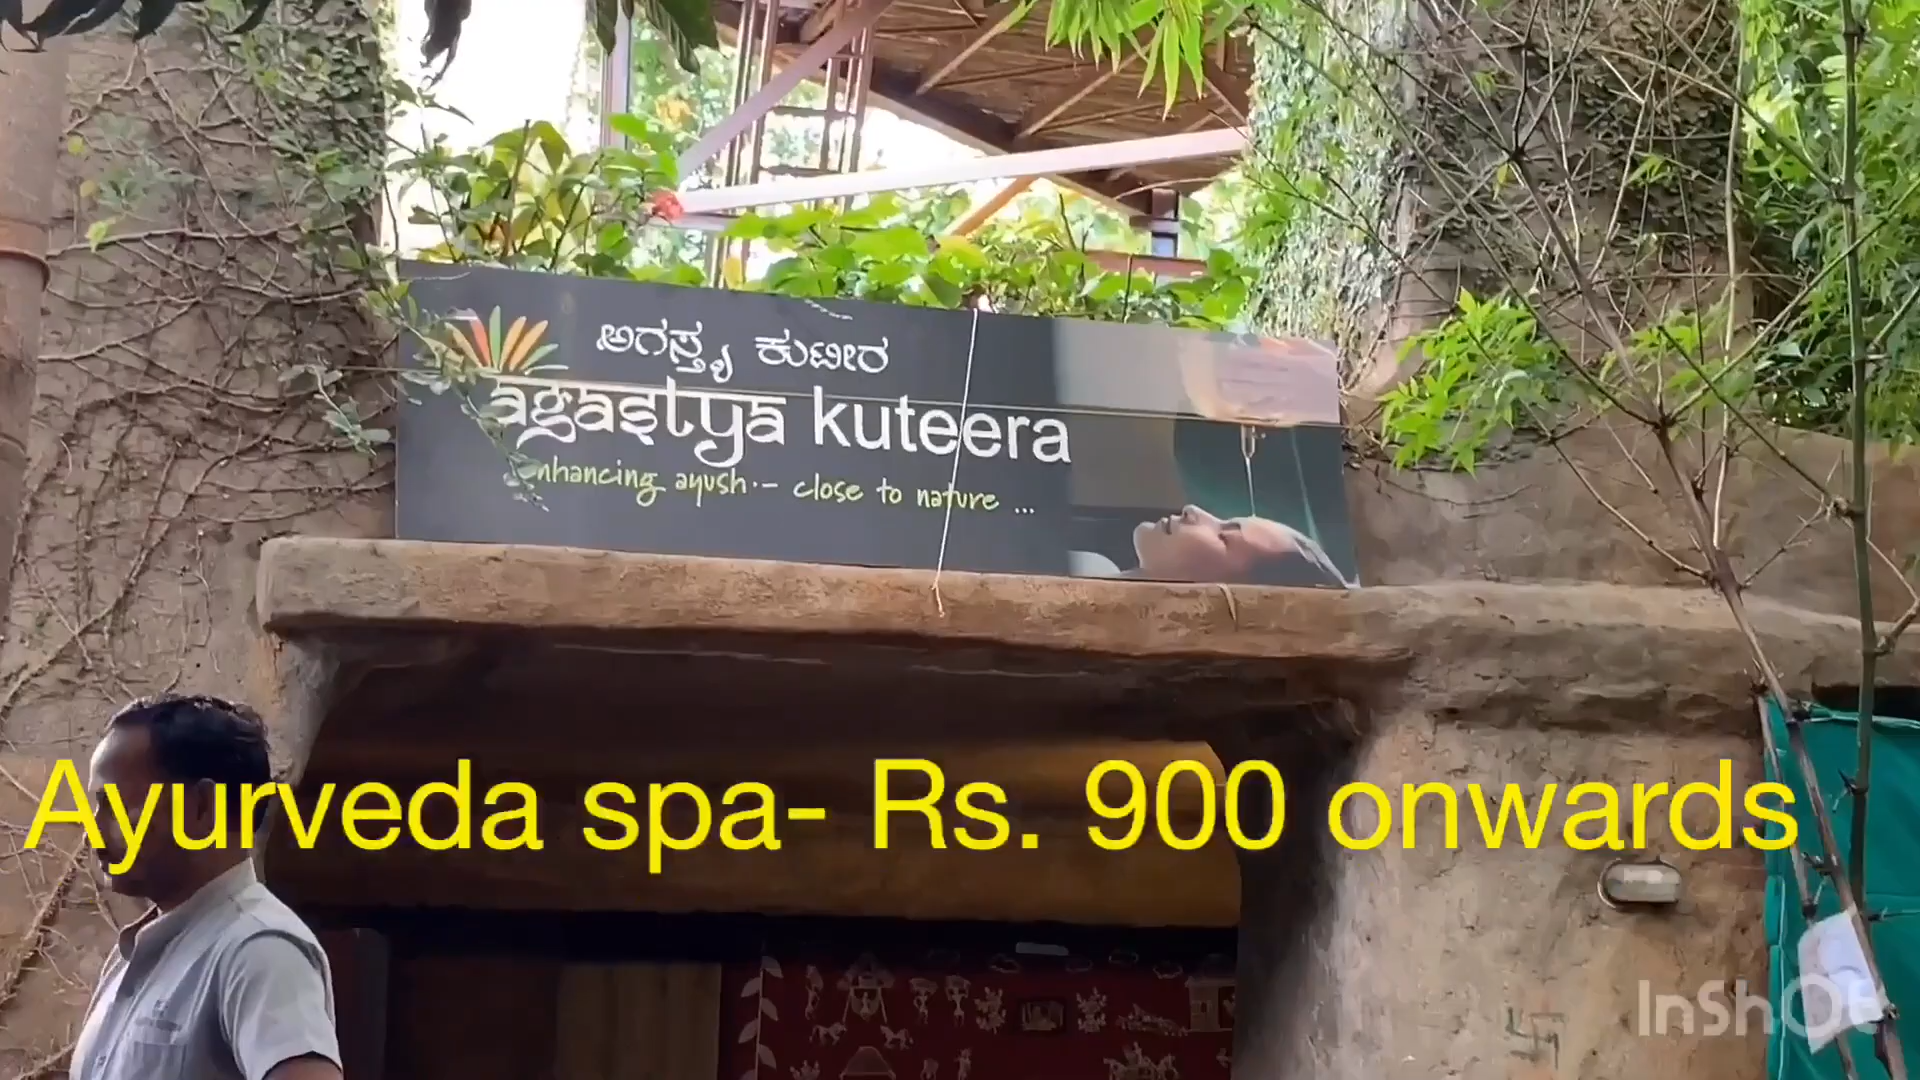 ಅಗಸ್ತ್ಯ ಕುಟೀರ
agastya kuteera
enhancing ayush - close to nature ...
Ayurveda spa- Rs. 900 onwards
InShOt